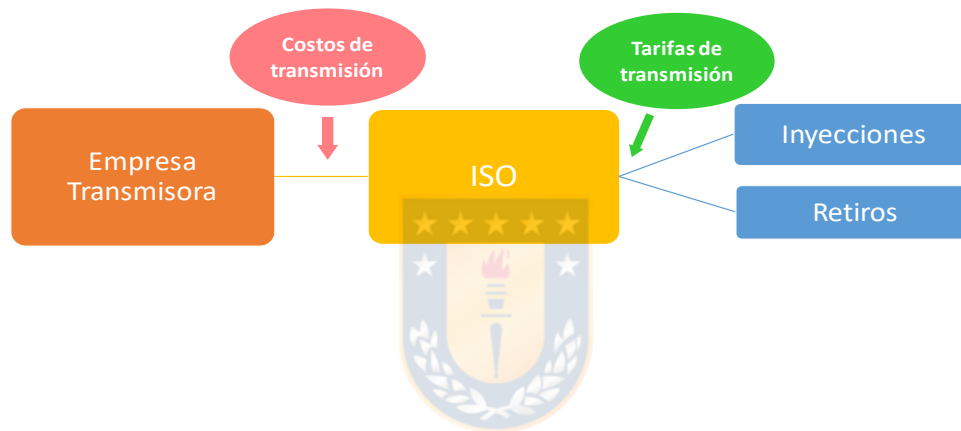 Costos de
transmisión
Tarifas de
transmisión
Empresa
Transmisora
ISO
Inyecciones
Retiros